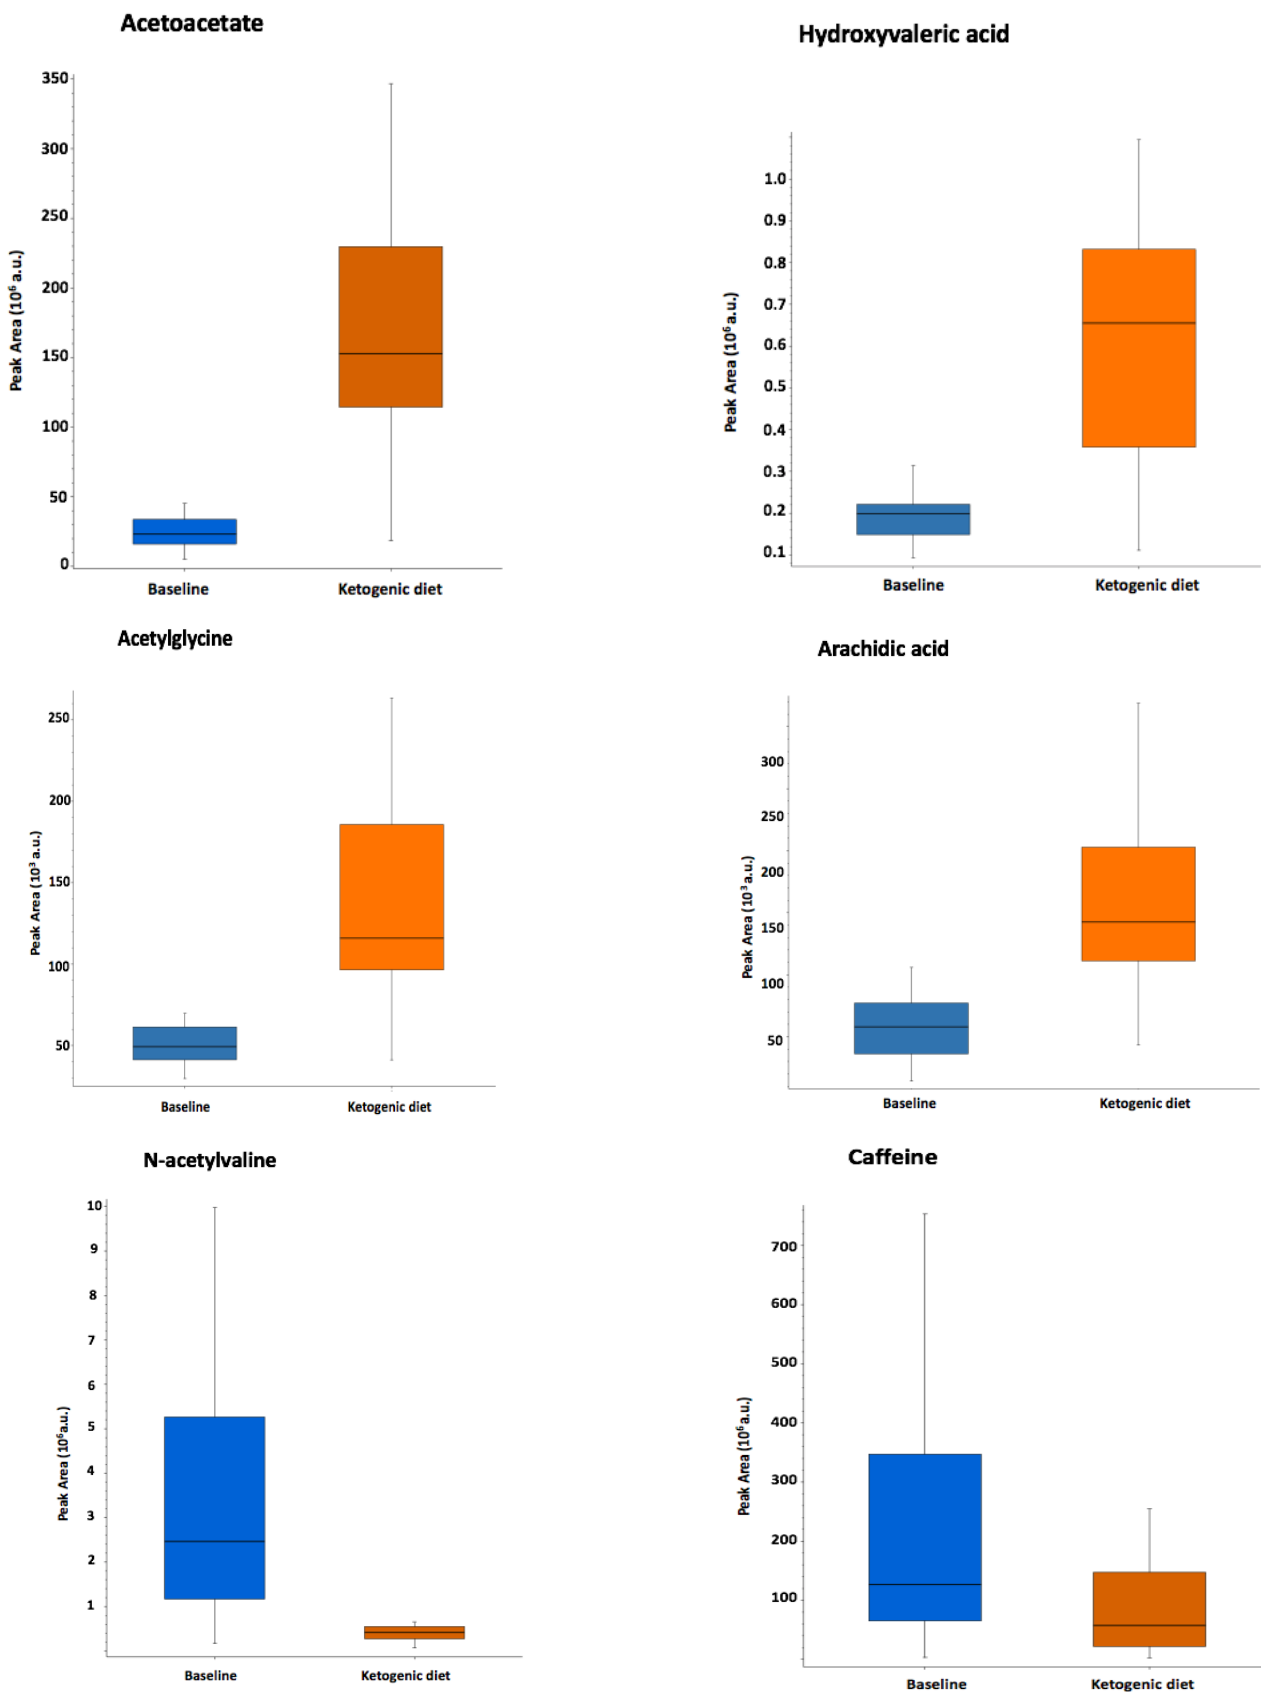 Acetoacetate
Peak Area (10⁶ a.u.)
350
300
250
200
150
100
50
0
Baseline
Ketogenic diet
Hydroxyvaleric acid
Peak Area (10⁶ a.u.)
1.0
0.9
0.8
0.7
0.6
0.5
0.4
0.3
0.2
0.1
Baseline
Ketogenic diet
Acetylglycine
Peak Area (10³ a.u.)
250
200
150
100
50
Baseline
Ketogenic diet
Arachidic acid
Peak Area (10³ a.u.)
300
250
200
150
100
50
Baseline
Ketogenic diet
N-acetylvaline
Peak Area (10⁶ a.u.)
10
9
8
7
6
5
4
3
2
1
Baseline
Ketogenic diet
Caffeine
Peak Area (10⁶ a.u.)
700
600
500
400
300
200
100
Baseline
Ketogenic diet